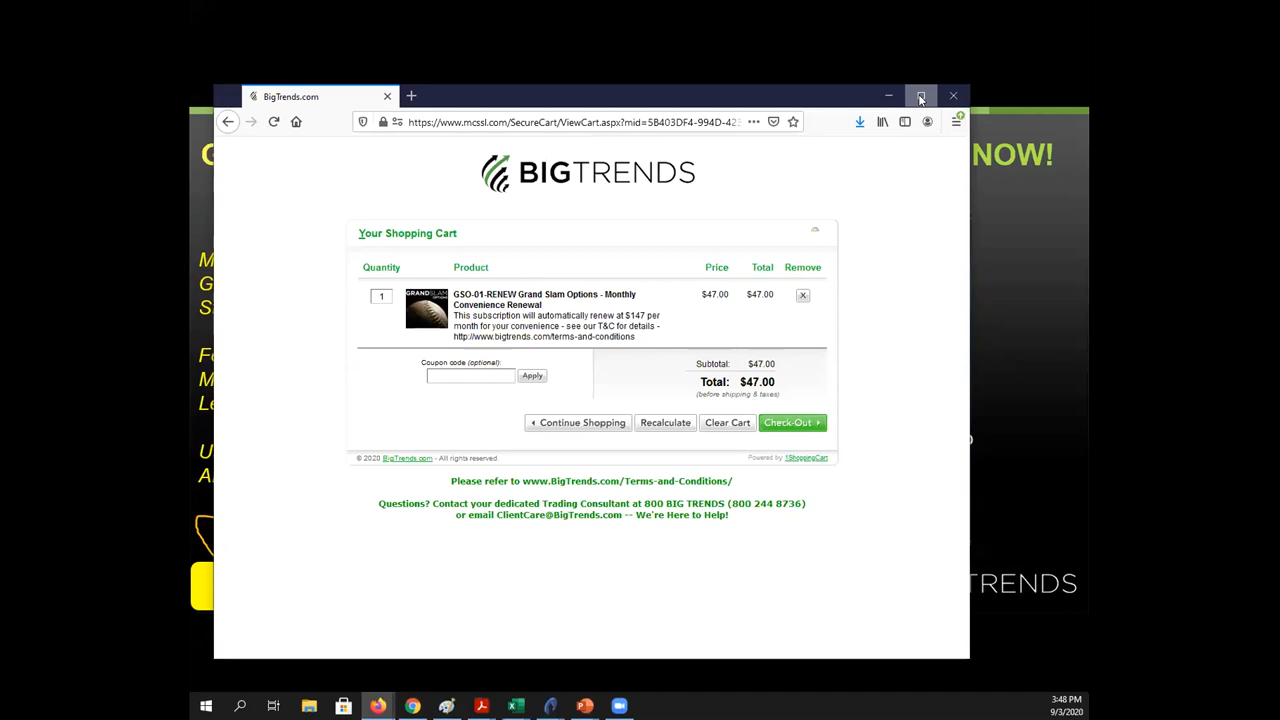 BigTrends.com
https://www.mcssl.com/SecureCart/ViewCart.aspx?mid=5B403DF4-994D-42
NOW!
BIGTRENDS
Your Shopping Cart
Quantity Product Price Total Remove
1 GRANDSLAM OPTIONS GSO-01-RENEW Grand Slam Options - Monthly $47.00 $47.00 X
Convenience Renewal
This subscription will automatically renew at $147 per
month for your convenience - see our T&C for details -
http://www.bigtrends.com/terms-and-conditions
Coupon code (optional): Subtotal: $47.00
Apply Total: $47.00
(before shipping & taxes)
Continue Shopping Recalculate Clear Cart Check-Out
© 2020 BigTrends.com - All rights reserved. Powered by 1ShoppingCart
Please refer to www.BigTrends.com/Terms-and-Conditions/
Questions? Contact your dedicated Trading Consultant at 800 BIG TRENDS (800 244 8736)
or email ClientCare@BigTrends.com -- We're Here to Help!
TRENDS
3:48 PM
9/3/2020